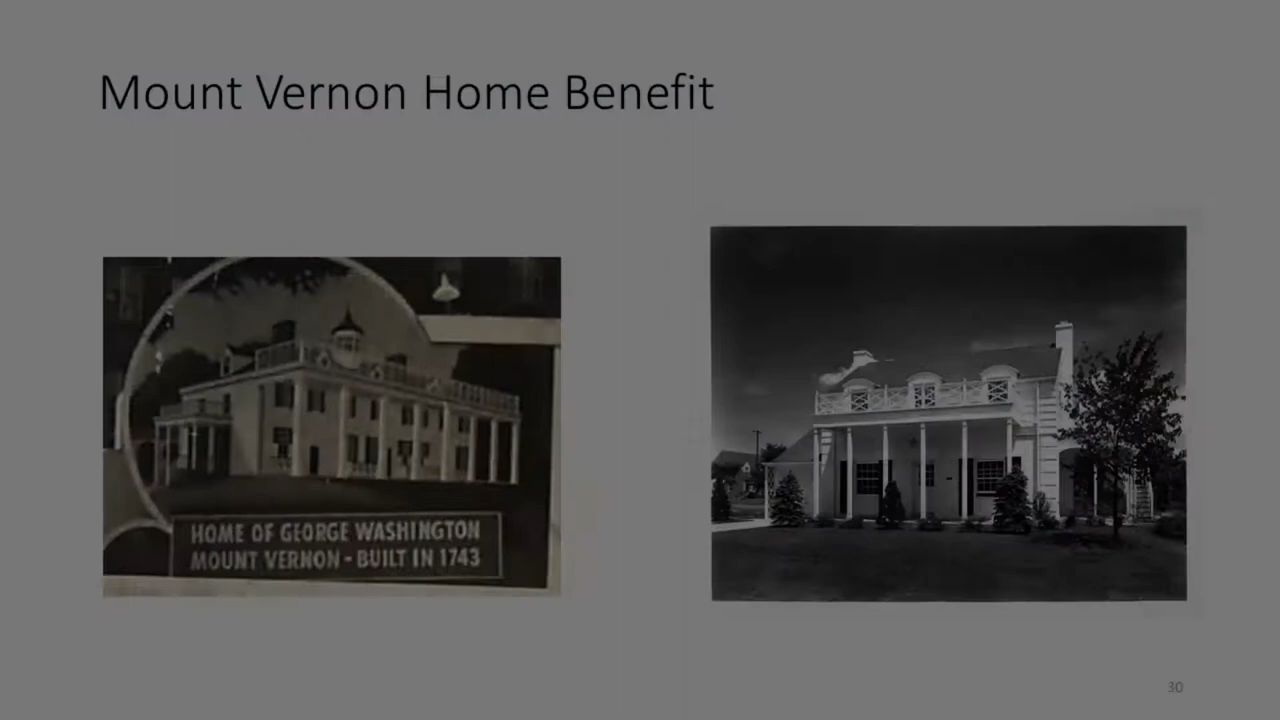 Mount Vernon Home Benefit
HOME OF GEORGE WASHINGTON
MOUNT VERNON - BUILT IN 1743
30